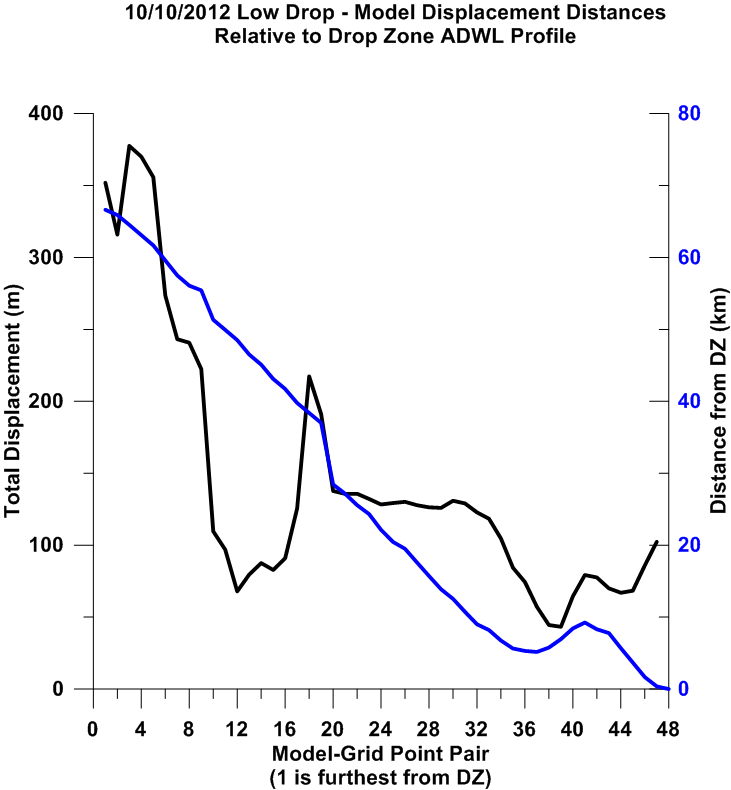 10/10/2012 Low Drop - Model Displacement Distances
Relative to Drop Zone ADWL Profile
400
300
200
100
0
Total Displacement (m)
80
60
40
20
0
Distance from DZ (km)
0 4 8 12 16 20 24 28 32 36 40 44 48
Model-Grid Point Pair
(1 is furthest from DZ)